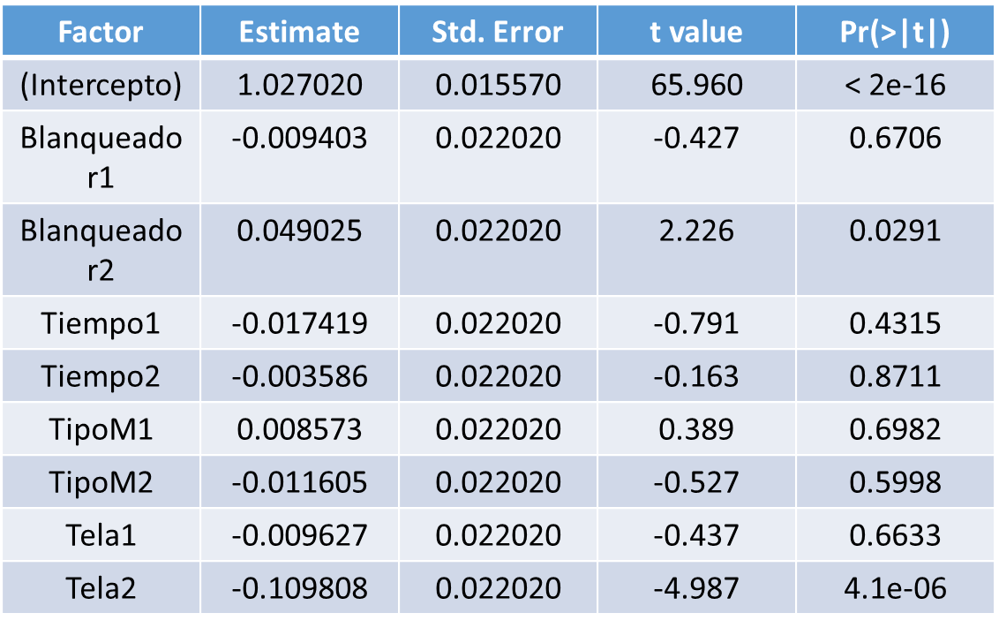 Factor Estimate Std. Error t value Pr(>|t|)
(Intercepto) 1.027020 0.015570 65.960 < 2e-16
Blanqueado -0.009403 0.022020 -0.427 0.6706
r1
Blanqueado 0.049025 0.022020 2.226 0.0291
r2
Tiempo1 -0.017419 0.022020 -0.791 0.4315
Tiempo2 -0.003586 0.022020 -0.163 0.8711
TipoM1 0.008573 0.022020 0.389 0.6982
TipoM2 -0.011605 0.022020 -0.527 0.5998
Tela1 -0.009627 0.022020 -0.437 0.6633
Tela2 -0.109808 0.022020 -4.987 4.1e-06